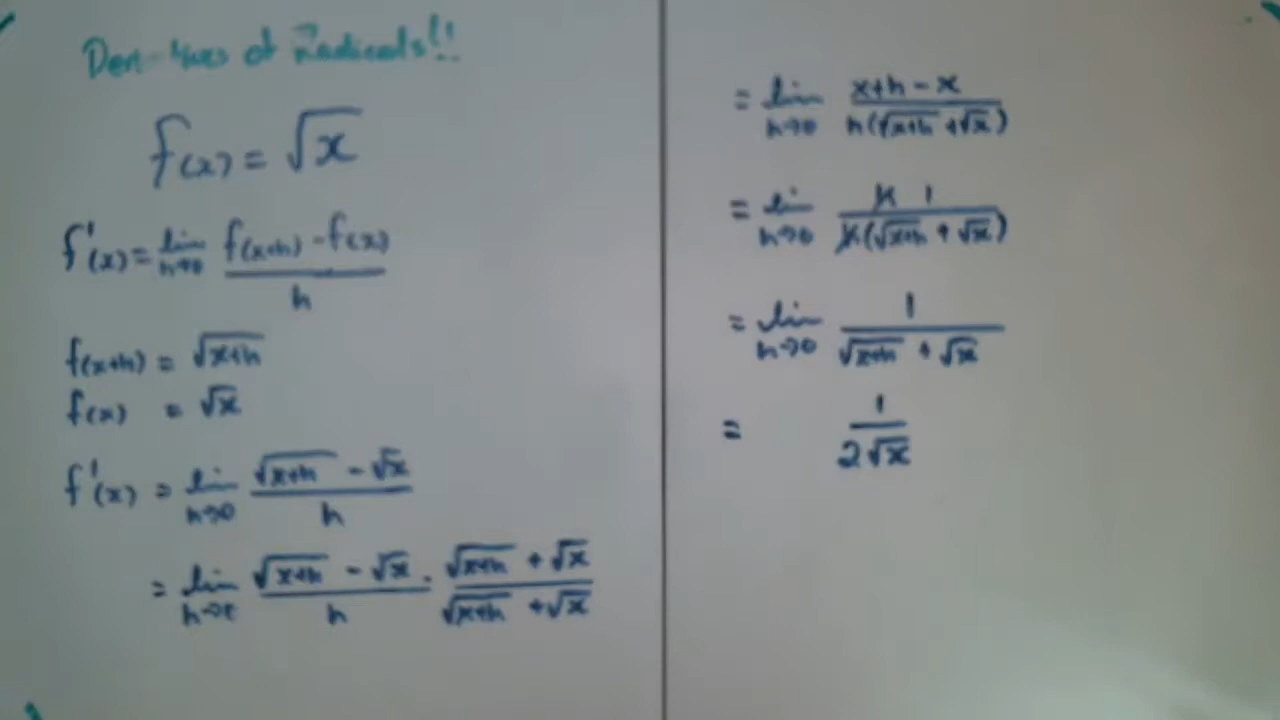 Derivatives of Radicals!!
f(x) = √x
f'(x) = lim h→0 (f(x+h) - f(x)) / h
f(x+h) = √(x+h)
f(x) = √x
f'(x) = lim h→0 (√(x+h) - √x) / h
= lim h→0 (√(x+h) - √x) / h . (√(x+h) + √x) / (√(x+h) + √x)
= lim h→0 (x+h - x) / (h(√(x+h) + √x))
= lim h→0 (h 1) / (h(√(x+h) + √x))
= lim h→0 1 / (√(x+h) + √x)
= 1 / (2√x)